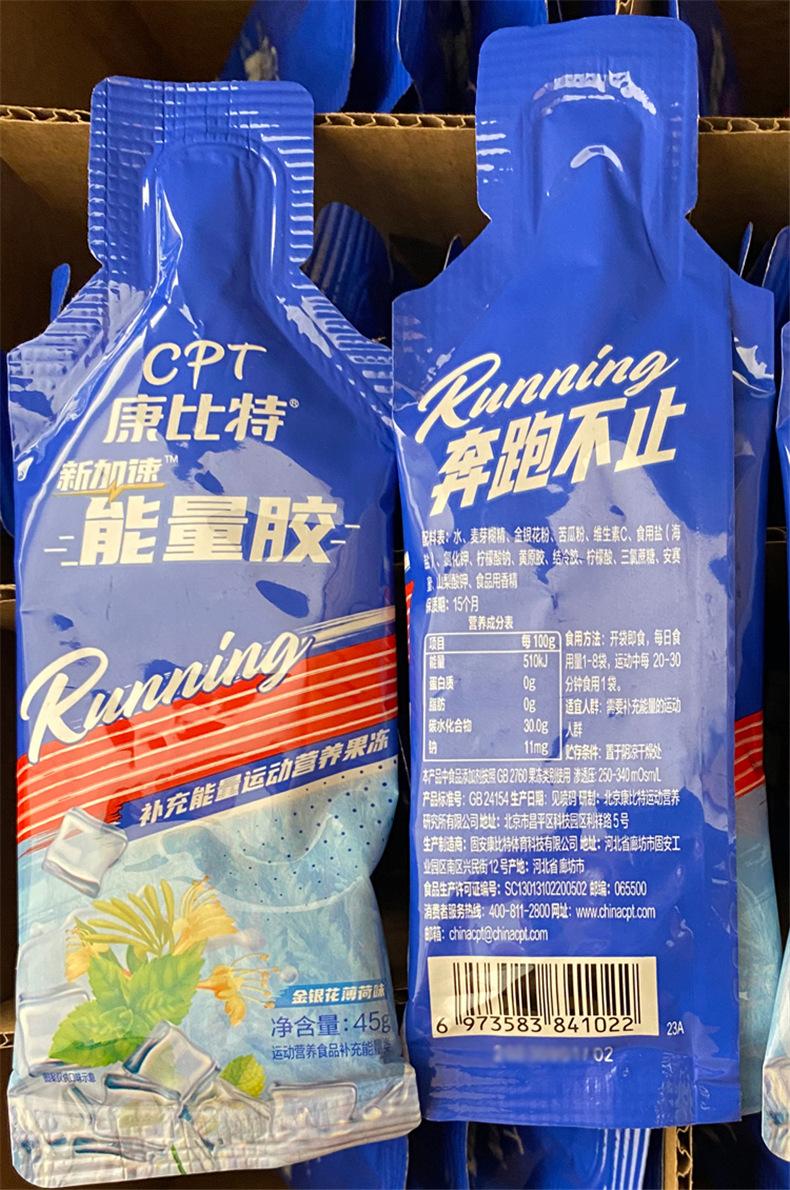 CPT
康比特®
新加速™
能量胶
Running
补充能量运动营养果冻
金银花薄荷味
净含量:45g
运动营养食品补充能量
Running
奔跑不止
配料表：水、麦芽糊精、金银花粉、苦瓜粉、维生素C、食用盐（海
盐）、氯化钾、柠檬酸钠、黄原胶、结冷胶、柠檬酸、三氯蔗糖、安赛
蜜、山梨酸钾、食品用香精
保质期：15个月
营养成分表
项目 每100g
能量 510kJ
蛋白质 0g
脂肪 0g
碳水化合物 30.0g
钠 11mg
食用方法：开袋即食，每日食
用量1-8袋，运动中每 20-30
分钟食用1袋。
适宜人群：需要补充能量的运动
人群
贮存条件：置于阴凉干燥处
本产品中食品添加剂按照 GB 2760 果冻类别使用 渗透压: 250-340 mOsm/L
产品标准号：GB 24154 生产日期：见喷码 研制：北京康比特运动营养
研究所有限公司 地址：北京市昌平区科技园区利祥路5号
生产制造商：固安康比特体育科技有限公司 地址：河北省廊坊市固安工
业园区南区兴民街12号 产地：河北省廊坊市
食品生产许可证编号：SC13013102200502 邮编：065500
消费者服务热线：400-811-2800 网址：www.chinacpt.com
邮箱：chinacpt@chinacpt.com
6 973583 841022
23A
02